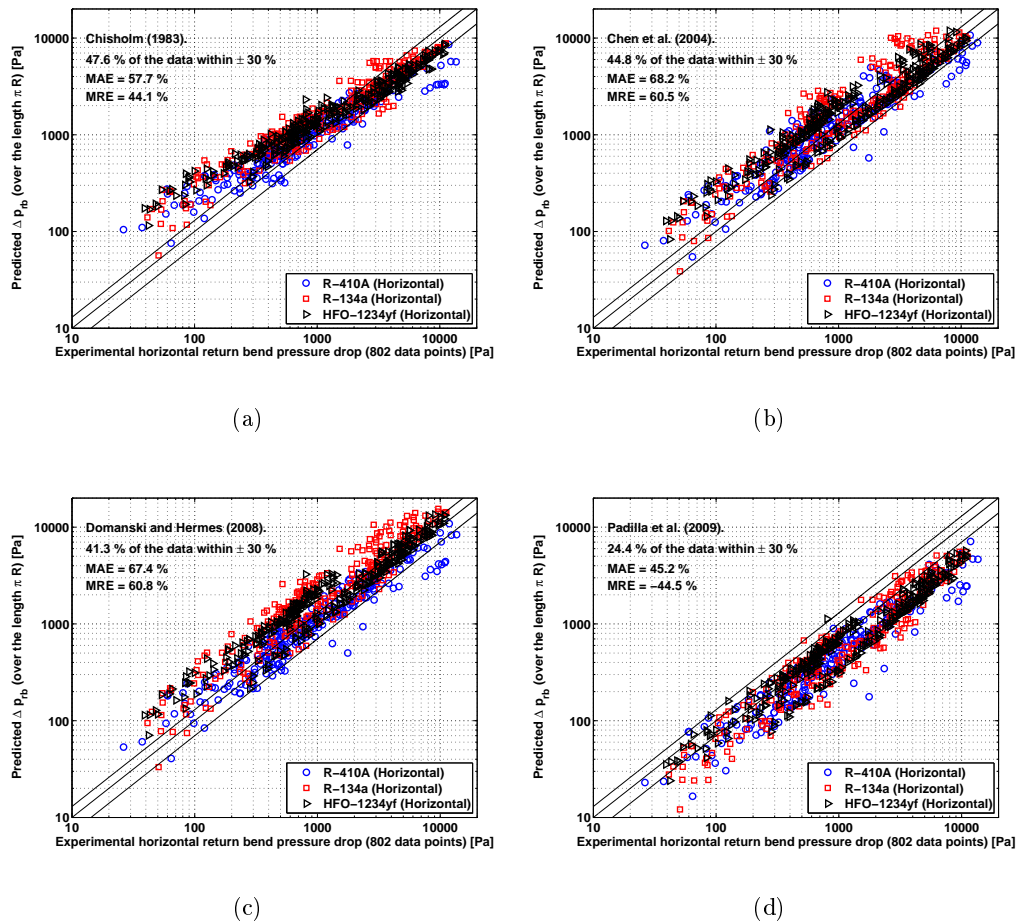 Chisholm (1983).
47.6 % of the data within ± 30 %
MAE = 57.7 %
MRE = 44.1 %
Predicted Δ p_rb (over the length π R) [Pa]
10000
1000
100
10
R−410A (Horizontal)
R−134a (Horizontal)
HFO−1234yf (Horizontal)
10 100 1000 10000
Experimental horizontal return bend pressure drop (802 data points) [Pa]
(a)
Chen et al. (2004).
44.8 % of the data within ± 30 %
MAE = 68.2 %
MRE = 60.5 %
Predicted Δ p_rb (over the length π R) [Pa]
10000
1000
100
10
R−410A (Horizontal)
R−134a (Horizontal)
HFO−1234yf (Horizontal)
10 100 1000 10000
Experimental horizontal return bend pressure drop (802 data points) [Pa]
(b)
Domanski and Hermes (2008).
41.3 % of the data within ± 30 %
MAE = 67.4 %
MRE = 60.8 %
Predicted Δ p_rb (over the length π R) [Pa]
10000
1000
100
10
R−410A (Horizontal)
R−134a (Horizontal)
HFO−1234yf (Horizontal)
10 100 1000 10000
Experimental horizontal return bend pressure drop (802 data points) [Pa]
(c)
Padilla et al. (2009).
24.4 % of the data within ± 30 %
MAE = 45.2 %
MRE = −44.5 %
Predicted Δ p_rb (over the length π R) [Pa]
10000
1000
100
10
R−410A (Horizontal)
R−134a (Horizontal)
HFO−1234yf (Horizontal)
10 100 1000 10000
Experimental horizontal return bend pressure drop (802 data points) [Pa]
(d)